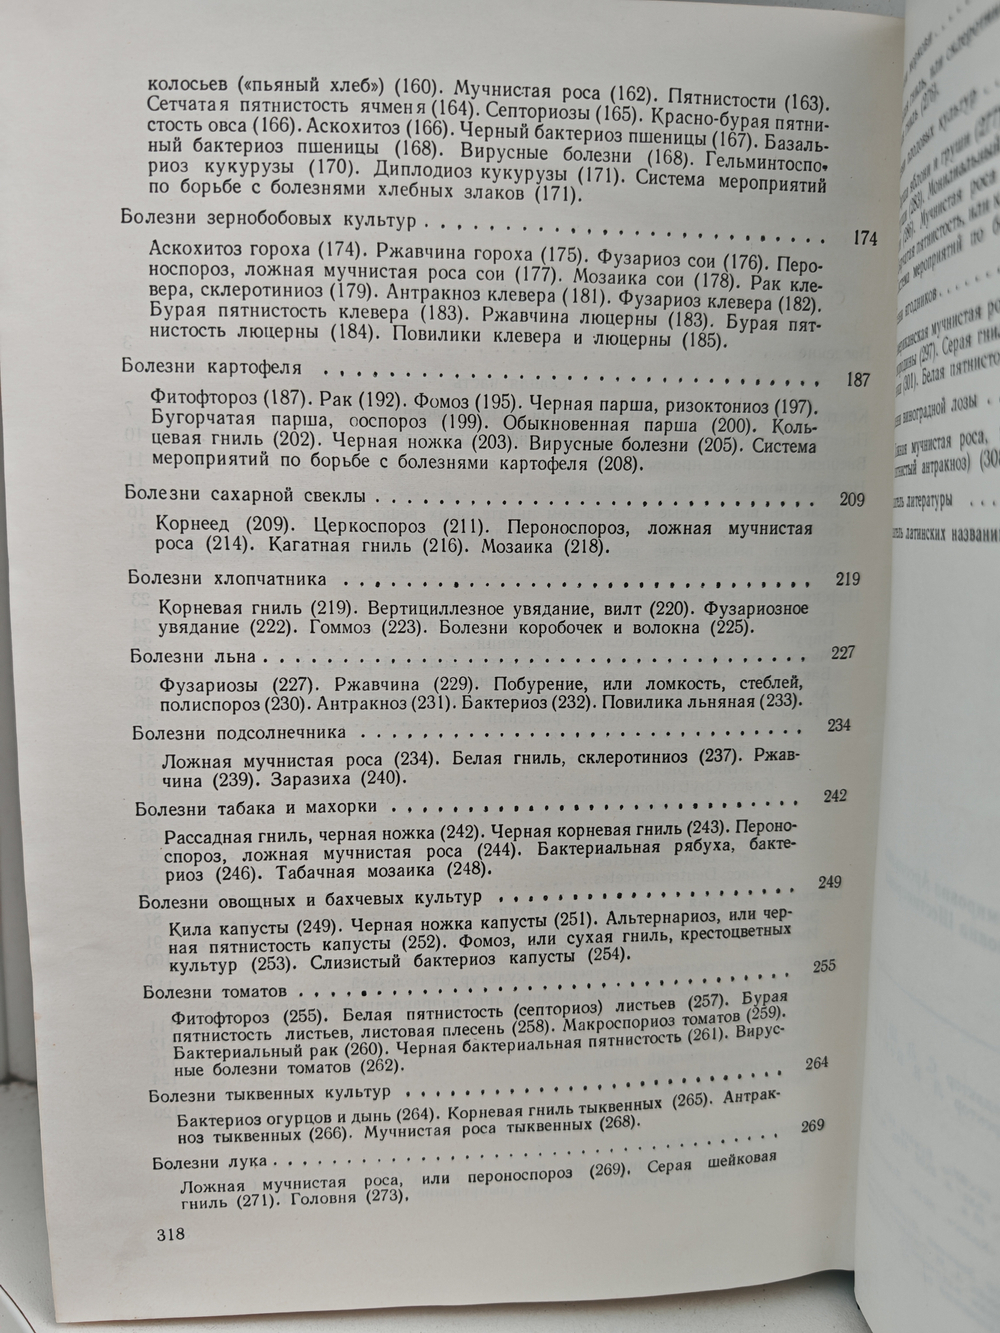 колосьев («пьяный хлеб») (160). Мучнистая роса (162). Пятнистости (163).
Сетчатая пятнистость ячменя (164). Септориозы (165). Красно-бурая пятни-
стость овса (166). Аскохитоз (166). Черный бактериоз пшеницы (167). Базаль-
ный бактериоз пшеницы (168). Вирусные болезни (168). Гельминтоспо-
риоз кукурузы (170). Диплодиоз кукурузы (171). Система мероприятий
по борьбе с болезнями хлебных злаков (171).
Болезни зернобобовых культур . . . . . . . . . . . . . . . . . . . . 174
Аскохитоз гороха (174). Ржавчина гороха (175). Фузариоз сои (176). Перо-
носпороз, ложная мучнистая роса сои (177). Мозаика сои (178). Рак кле-
вера, склеротиниоз (179). Антракноз клевера (181). Фузариоз клевера (182).
Бурая пятнистость клевера (183). Ржавчина люцерны (183). Бурая пят-
нистость люцерны (184). Повилики клевера и люцерны (185).
Болезни картофеля . . . . . . . . . . . . . . . . . . . . . . . . . 187
Фитофтороз (187). Рак (192). Фомоз (195). Черная парша, ризоктониоз (197).
Бугорчатая парша, ооспороз (199). Обыкновенная парша (200). Коль-
цевая гниль (202). Черная ножка (203). Вирусные болезни (205). Система
мероприятий по борьбе с болезнями картофеля (208).
Болезни сахарной свеклы . . . . . . . . . . . . . . . . . . . . . . 209
Корнеед (209). Церкоспороз (211). Пероноспороз, ложная мучнистая
роса (214). Кагатная гниль (216). Мозаика (218).
Болезни хлопчатника . . . . . . . . . . . . . . . . . . . . . . . . 219
Корневая гниль (219). Вертициллезное увядание, вилт (220). Фузариозное
увядание (222). Гоммоз (223). Болезни коробочек и волокна (225).
Болезни льна . . . . . . . . . . . . . . . . . . . . . . . . . . . . 227
Фузариозы (227). Ржавчина (229). Побурение, или ломкость, стеблей,
полиспороз (230). Антракноз (231). Бактериоз (232). Повилика льняная (233).
Болезни подсолнечника . . . . . . . . . . . . . . . . . . . . . . . 234
Ложная мучнистая роса (234). Белая гниль, склеротиниоз (237). Ржав-
чина (239). Заразиха (240).
Болезни табака и махорки . . . . . . . . . . . . . . . . . . . . . . 242
Рассадная гниль, черная ножка (242). Черная корневая гниль (243). Пероно-
спороз, ложная мучнистая роса (244). Бактериальная рябуха, бакте-
риоз (246). Табачная мозаика (248).
Болезни овощных и бахчевых культур . . . . . . . . . . . . . . . . . 249
Кила капусты (249). Черная ножка капусты (251). Альтернариоз, или чер-
ная пятнистость капусты (252). Фомоз, или сухая гниль, крестоцветных
культур (253). Слизистый бактериоз капусты (254).
Болезни томатов . . . . . . . . . . . . . . . . . . . . . . . . . . 255
Фитофтороз (255). Белая пятнистость (септориоз) листьев (257). Бурая
пятнистость листьев, листовая плесень (258). Макроспориоз томатов (259).
Бактериальный рак (260). Черная бактериальная пятнистость (261). Вирус-
ные болезни томатов (262).
Болезни тыквенных культур . . . . . . . . . . . . . . . . . . . . . 264
Бактериоз огурцов и дынь (264). Корневая гниль тыквенных (265). Антрак-
ноз тыквенных (266). Мучнистая роса тыквенных (268).
Болезни лука . . . . . . . . . . . . . . . . . . . . . . . . . . . . 269
Ложная мучнистая роса, или пероноспороз (269). Серая шейковая
гниль (271). Головня (273).
318